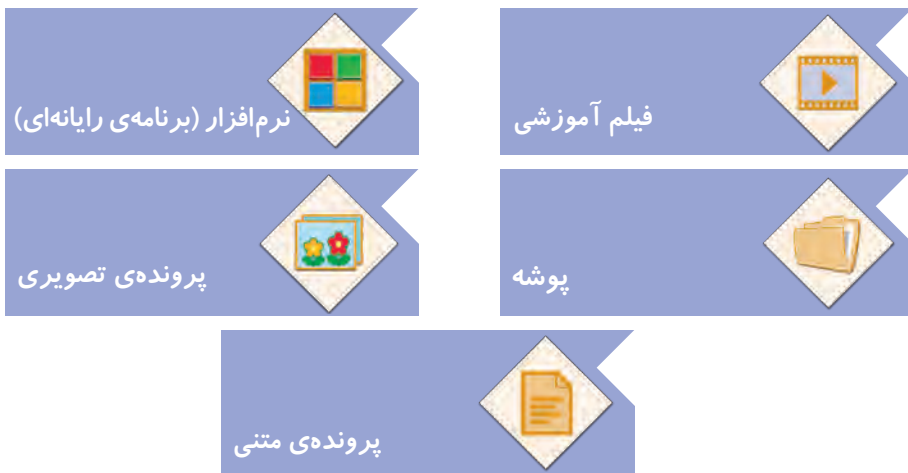 فیلم آموزشی
نرم‌افزار (برنامه‌ی رایانه‌ای)
پوشه
پرونده‌ی تصویری
پرونده‌ی متنی